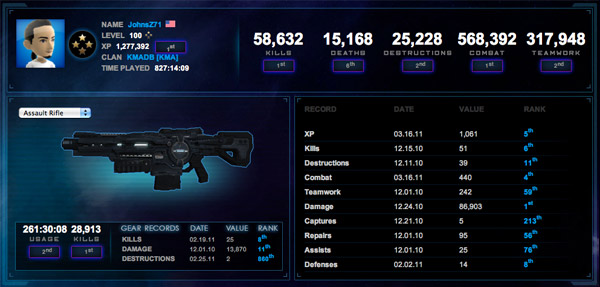 NAME JohnsZ71
LEVEL 100
XP 1,277,392 1st
CLAN KMADB [KMA]
TIME PLAYED 827:14:09
58,632 15,168 25,228 568,392 317,948
KILLS DEATHS DESTRUCTIONS COMBAT TEAMWORK
1st 6th 2nd 1st 2nd
Assault Rifle
261:30:08 28,913
USAGE KILLS
2nd 1st
GEAR RECORDS DATE VALUE RANK
KILLS 02.19.11 25 8th
DAMAGE 12.01.10 13,870 11th
DESTRUCTIONS 02.25.11 2 860th
RECORD DATE VALUE RANK
XP 03.16.11 1,061 5th
Kills 12.15.10 51 6th
Destructions 12.11.10 39 11th
Combat 03.16.11 440 4th
Teamwork 12.01.10 242 59th
Damage 12.24.10 86,903 1st
Captures 12.21.10 5 213th
Repairs 12.01.10 95 56th
Assists 12.01.10 25 76th
Defenses 02.02.11 14 8th